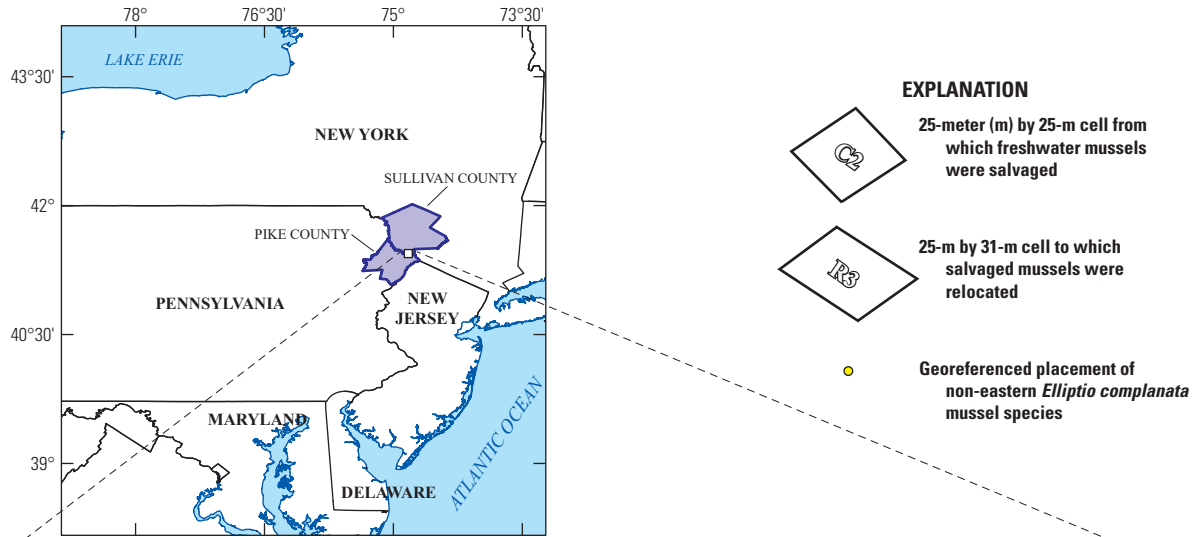 78°
76°30'
75°
73°30'
43°30'
LAKE ERIE
NEW YORK
SULLIVAN COUNTY
42°
PIKE COUNTY
PENNSYLVANIA
NEW
JERSEY
40°30'
MARYLAND
ATLANTIC OCEAN
39°
DELAWARE
EXPLANATION
C2
25-meter (m) by 25-m cell from
which freshwater mussels
were salvaged
R3
25-m by 31-m cell to which
salvaged mussels were
relocated
Georeferenced placement of
non-eastern Elliptio complanata
mussel species